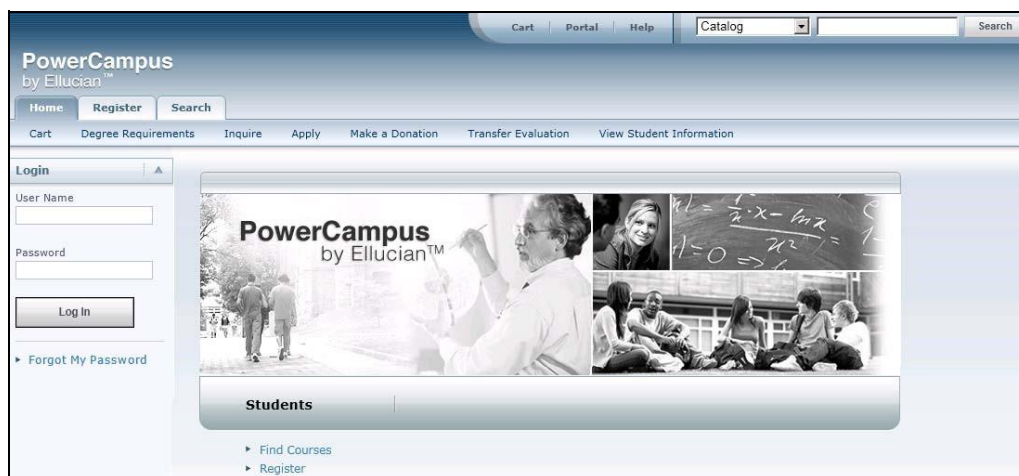 Cart Portal Help Catalog Search
PowerCampus
by Ellucian™
Home Register Search
Cart Degree Requirements Inquire Apply Make a Donation Transfer Evaluation View Student Information
Login
User Name
Password
Log In
Forgot My Password
PowerCampus
by Ellucian™
Students
Find Courses
Register